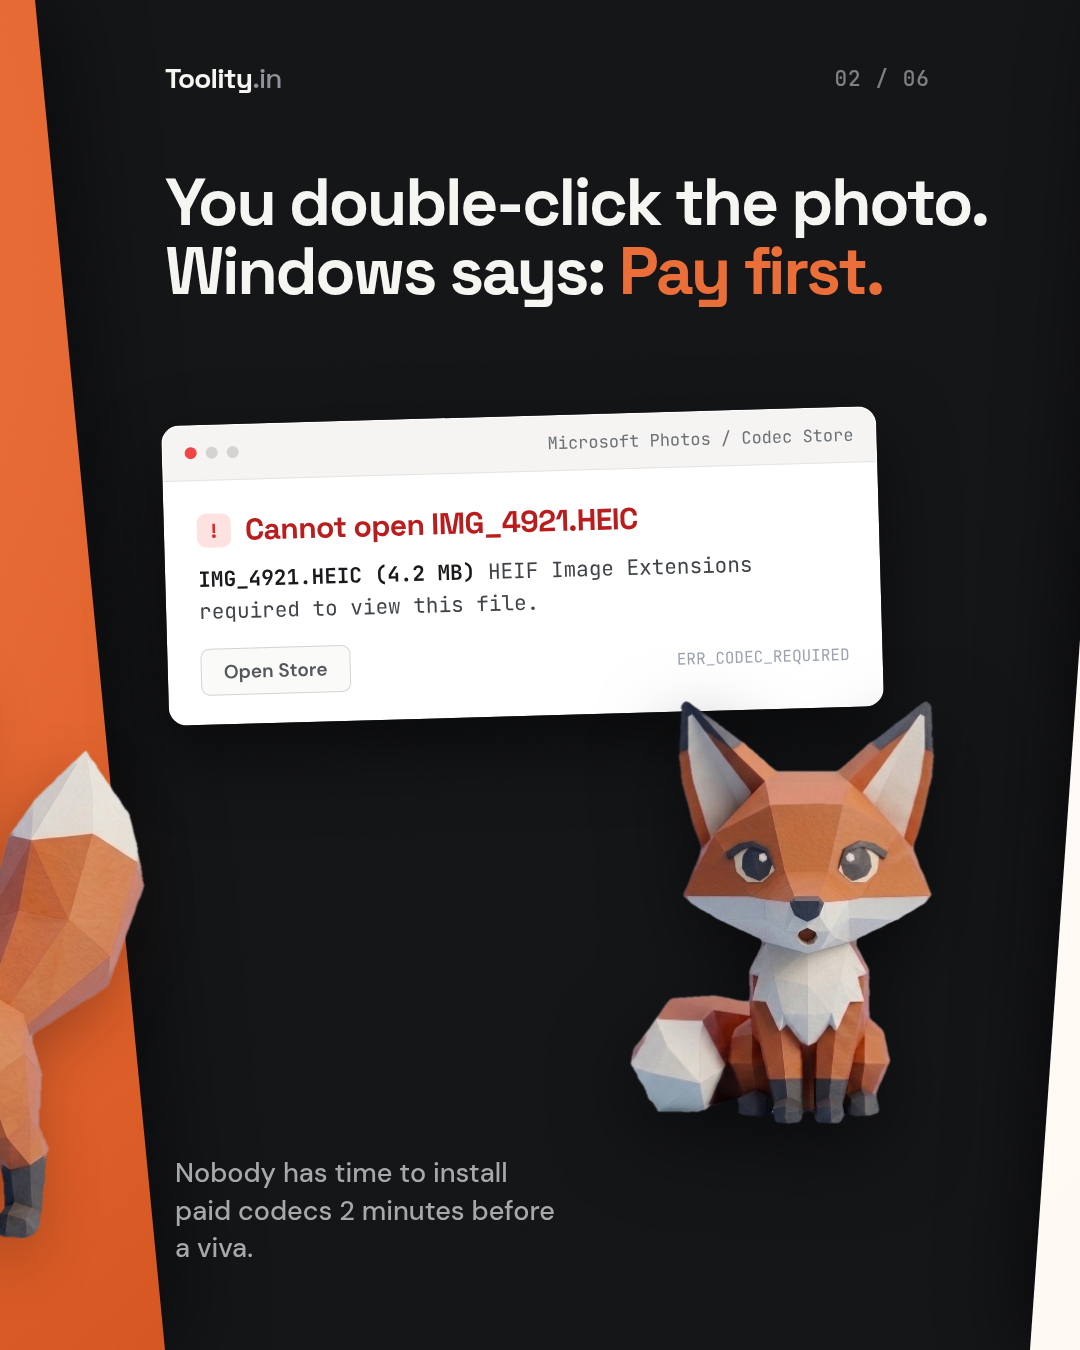 Toolity.in
02 / 06
You double-click the photo.
Windows says: Pay first.
Microsoft Photos / Codec Store
! Cannot open IMG_4921.HEIC
IMG_4921.HEIC (4.2 MB) HEIF Image Extensions
required to view this file.
Open Store
ERR_CODEC_REQUIRED
Nobody has time to install
paid codecs 2 minutes before
a viva.